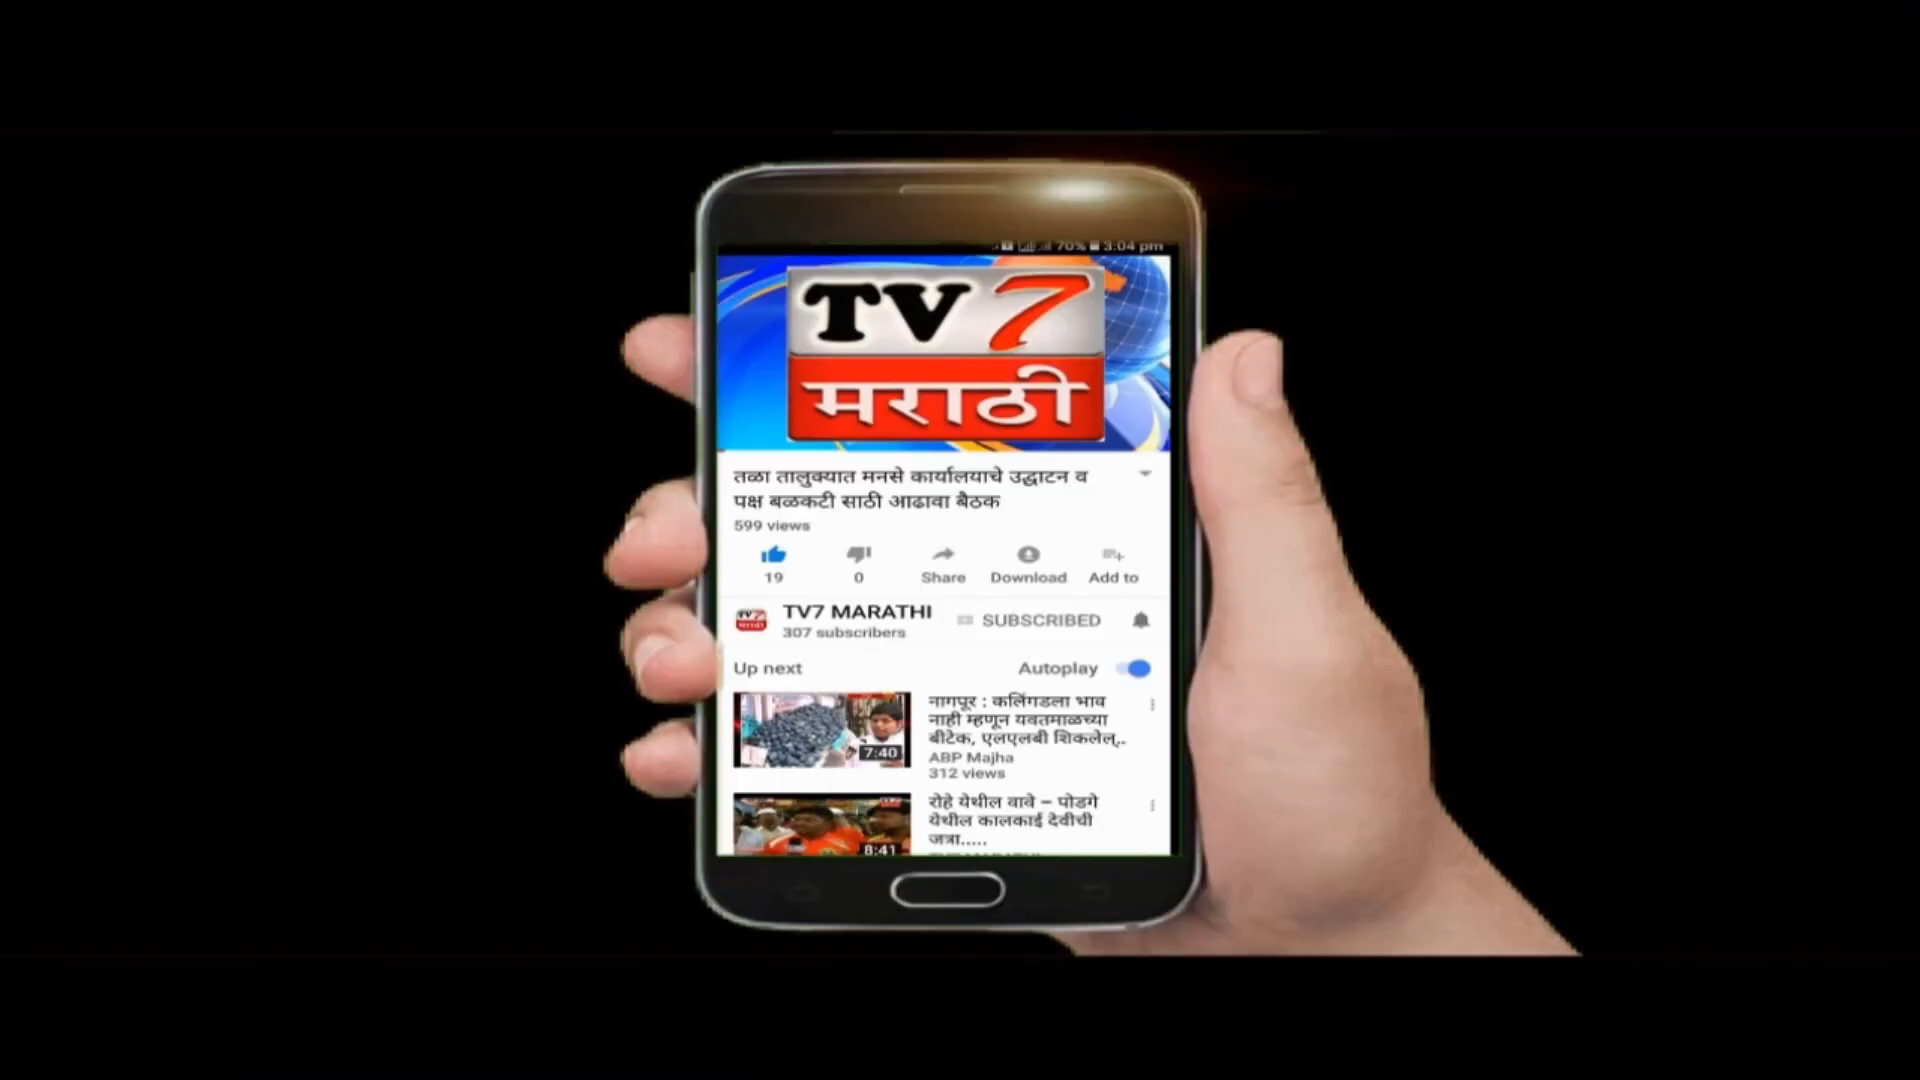 70% 3:04 pm
TV 7
मराठी
तळा तालुक्यात मनसे कार्यालयाचे उद्घाटन व
पक्ष बळकटी साठी आढावा बैठक
599 views
19 0 Share Download Add to
TV7 MARATHI
307 subscribers
SUBSCRIBED
Up next Autoplay
7:40
नागपूर : कलिंगडला भाव
नाही म्हणून यवतमाळच्या
बीटेक, एलएलबी शिकलेल्..
ABP Majha
312 views
8:41
रोहे येथील वावे – पोडगे
येथील कालकाई देवीची
जत्रा.....